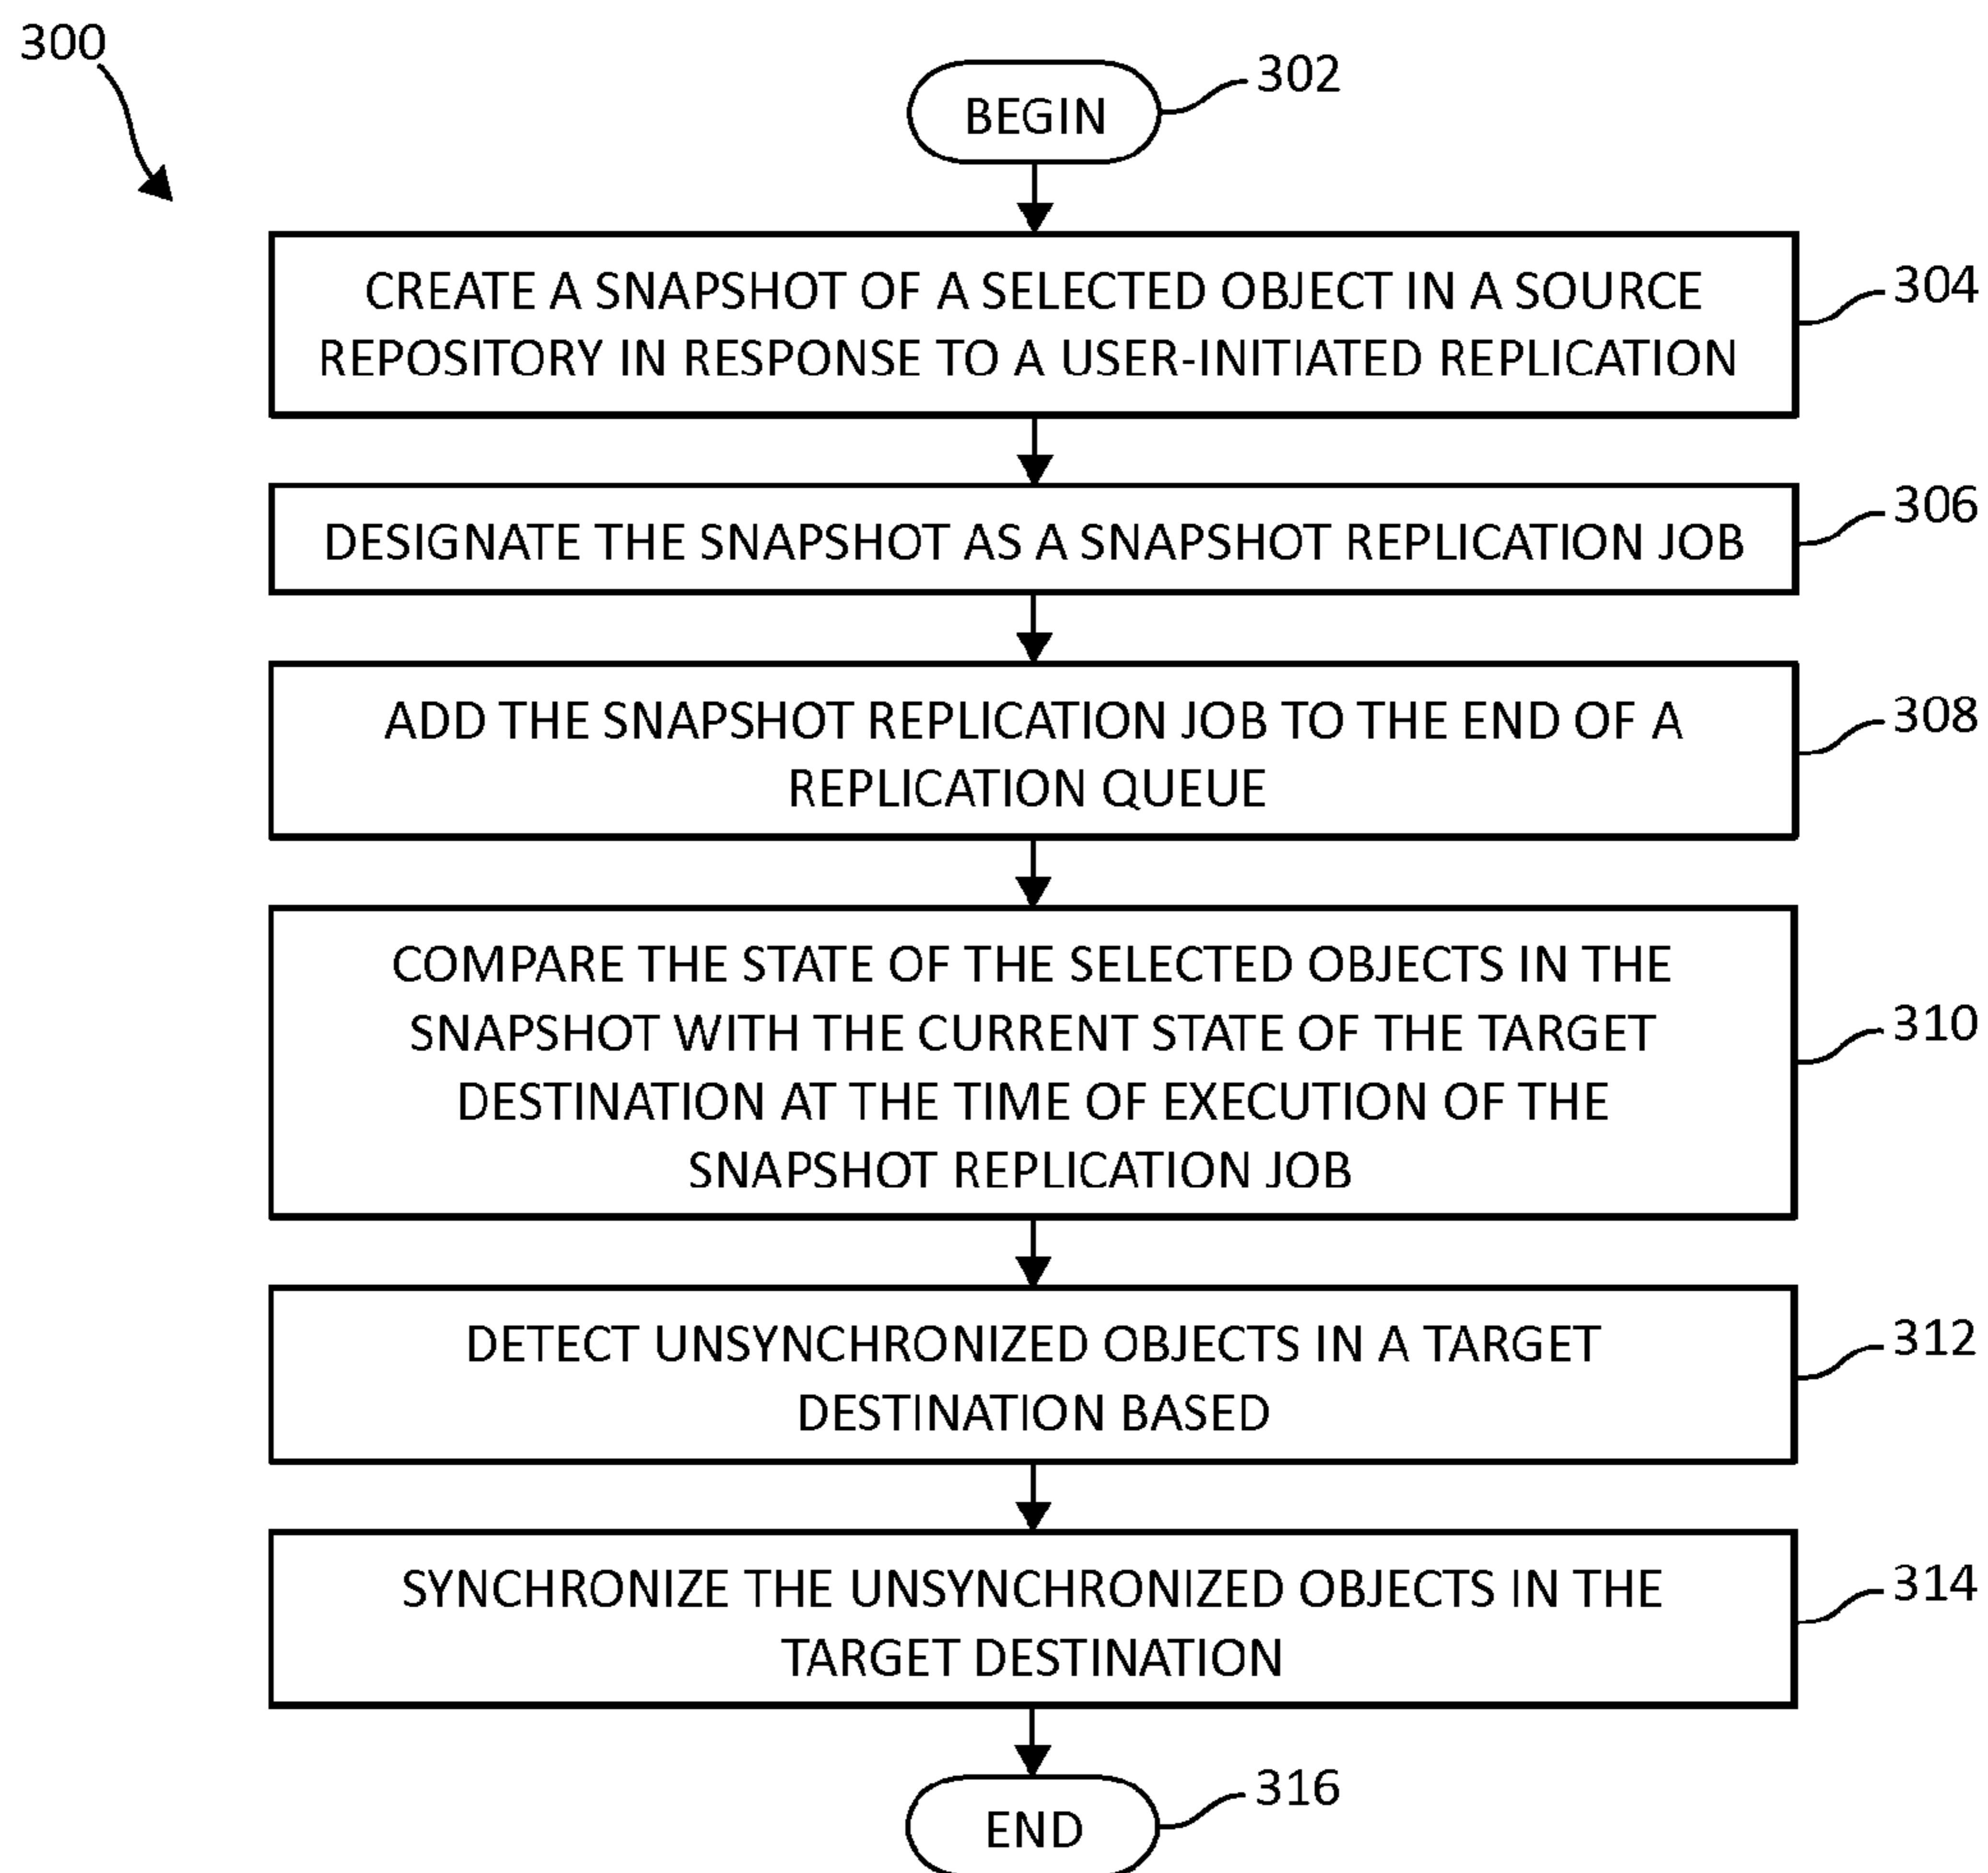 300
BEGIN
302
CREATE A SNAPSHOT OF A SELECTED OBJECT IN A SOURCE
REPOSITORY IN RESPONSE TO A USER-INITIATED REPLICATION
304
DESIGNATE THE SNAPSHOT AS A SNAPSHOT REPLICATION JOB
306
ADD THE SNAPSHOT REPLICATION JOB TO THE END OF A
REPLICATION QUEUE
308
COMPARE THE STATE OF THE SELECTED OBJECTS IN THE
SNAPSHOT WITH THE CURRENT STATE OF THE TARGET
DESTINATION AT THE TIME OF EXECUTION OF THE
SNAPSHOT REPLICATION JOB
310
DETECT UNSYNCHRONIZED OBJECTS IN A TARGET
DESTINATION BASED
312
SYNCHRONIZE THE UNSYNCHRONIZED OBJECTS IN THE
TARGET DESTINATION
314
END
316